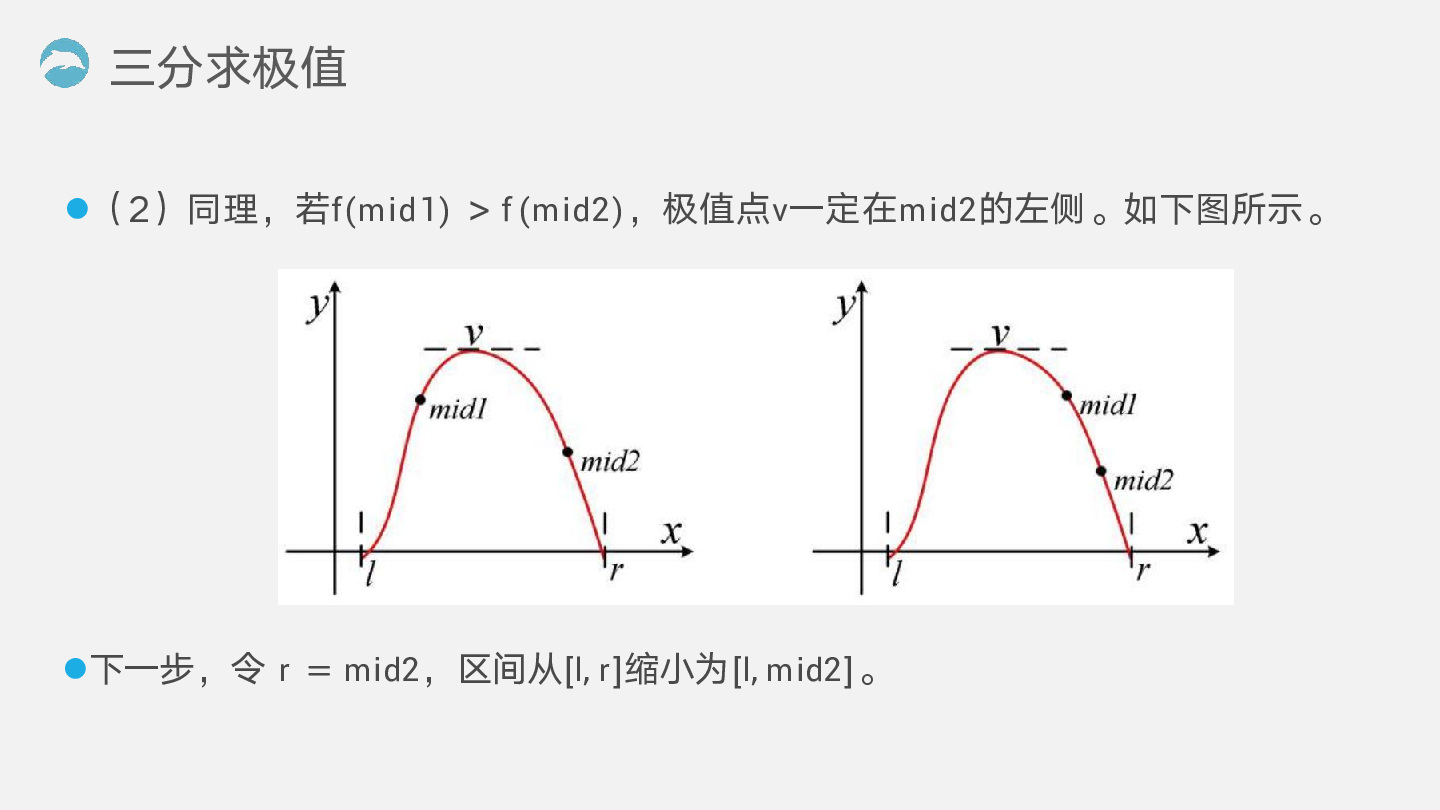 三分求极值
（2）同理，若f(mid1) > f(mid2)，极值点v一定在mid2的左侧。如下图所示。
y
v
mid1
mid2
x
l
r
y
v
mid1
mid2
x
l
r
下一步，令 r = mid2，区间从[l, r]缩小为[l, mid2]。